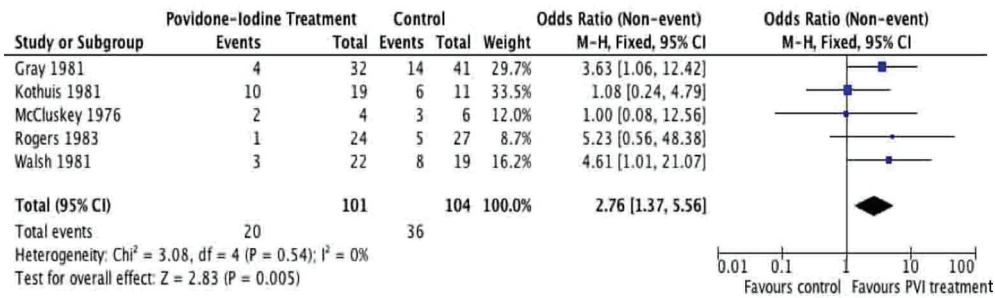 Povidone-Iodine Treatment Control Odds Ratio (Non-event) Odds Ratio (Non-event)
Study or Subgroup Events Total Events Total Weight M-H, Fixed, 95% CI M-H, Fixed, 95% CI
Gray 1981 4 32 14 41 29.7% 3.63 [1.06, 12.42]
Kothuis 1981 10 19 6 11 33.5% 1.08 [0.24, 4.79]
McCluskey 1976 2 4 3 6 12.0% 1.00 [0.08, 12.56]
Rogers 1983 1 24 5 27 8.7% 5.23 [0.56, 48.38]
Walsh 1981 3 22 8 19 16.2% 4.61 [1.01, 21.07]
Total (95% CI) 101 104 100.0% 2.76 [1.37, 5.56]
Total events 20 36
Heterogeneity: Chi² = 3.08, df = 4 (P = 0.54); I² = 0%
Test for overall effect: Z = 2.83 (P = 0.005)
0.01 0.1 1 10 100
Favours control Favours PVI treatment